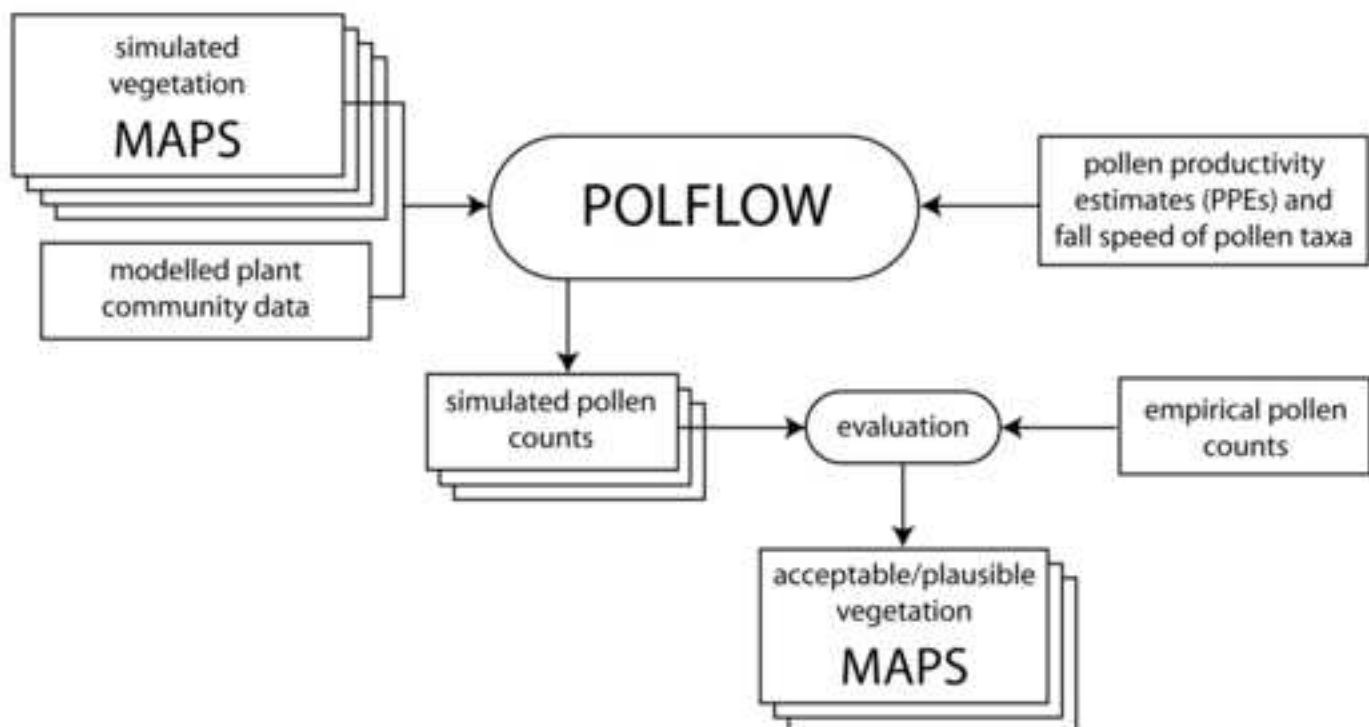 simulated
vegetation
MAPS
modelled plant
community data
POLFLOW
pollen productivity
estimates (PPEs) and
fall speed of pollen taxa
simulated pollen
counts
evaluation
empirical pollen
counts
acceptable/plausible
vegetation
MAPS